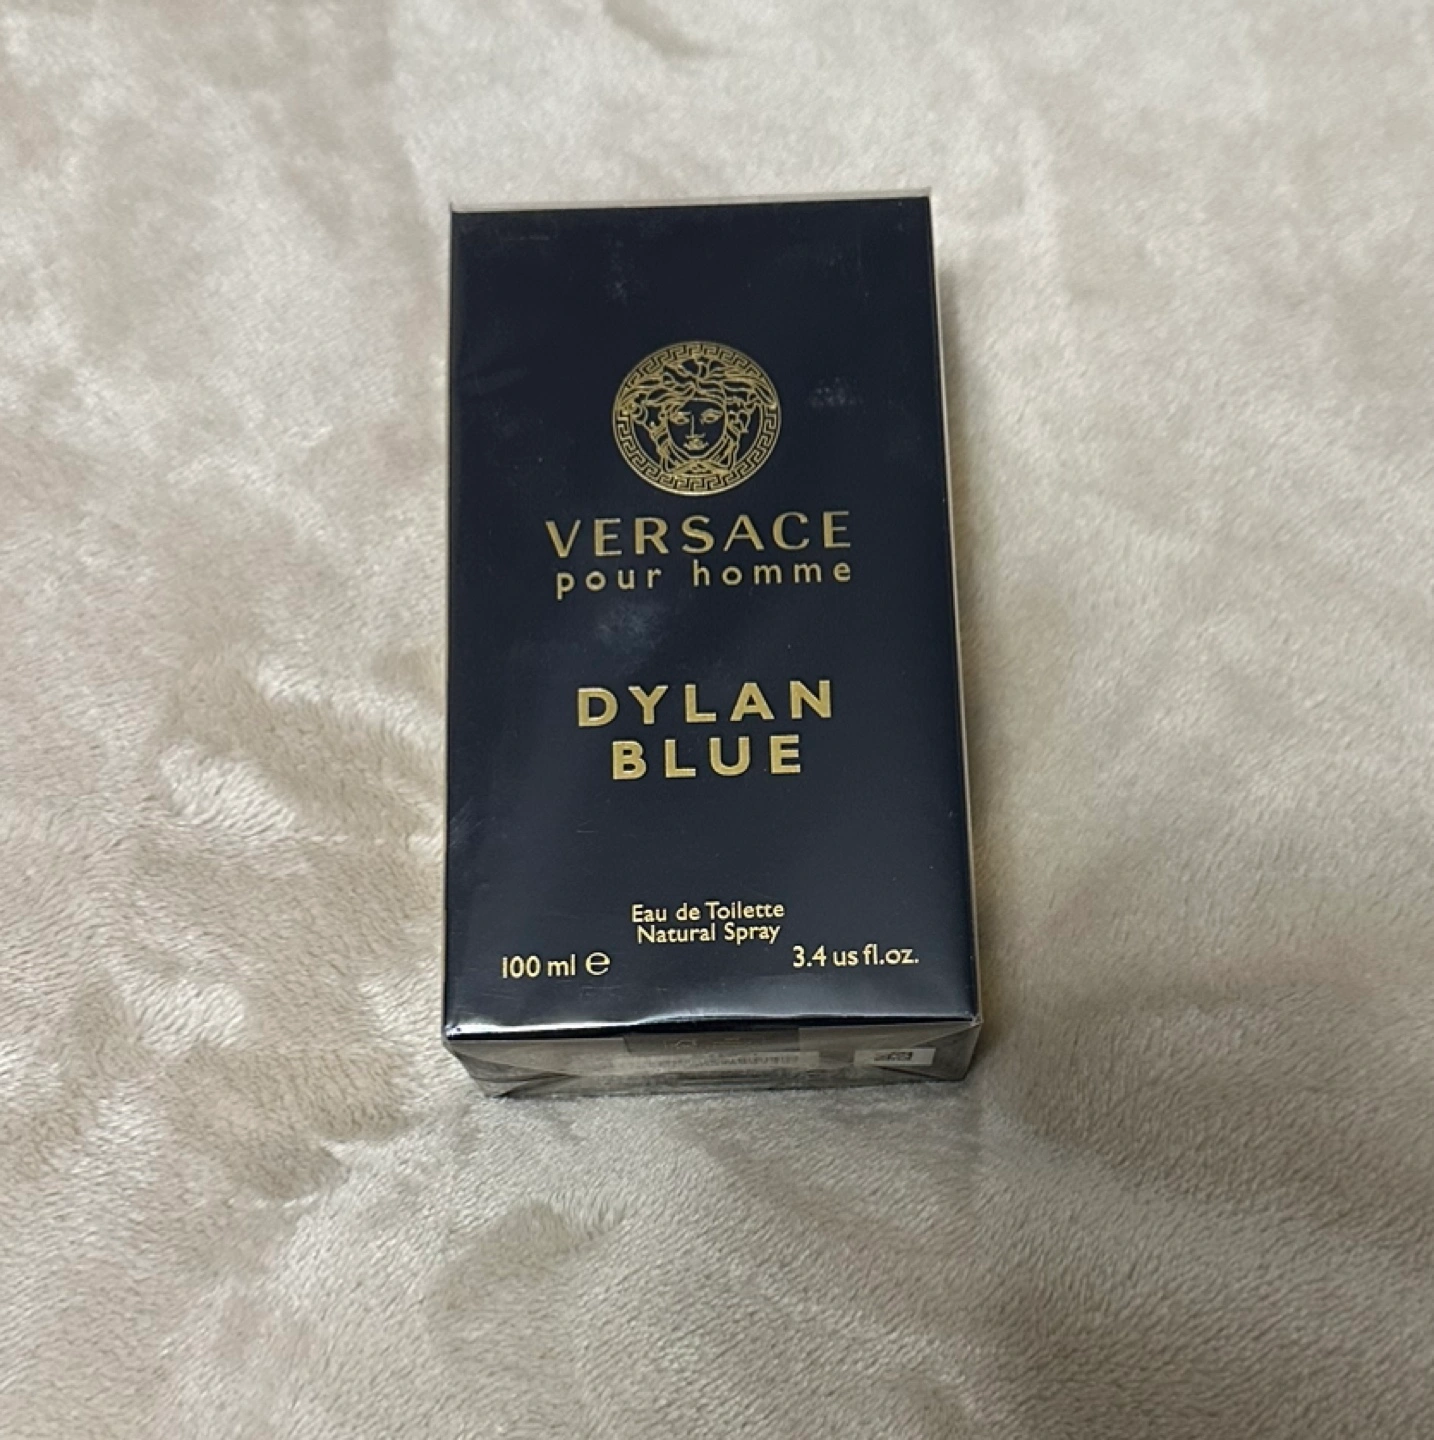 VERSACE
pour homme
DYLAN
BLUE
Eau de Toilette
Natural Spray
100 ml ℮
3.4 us fl.oz.